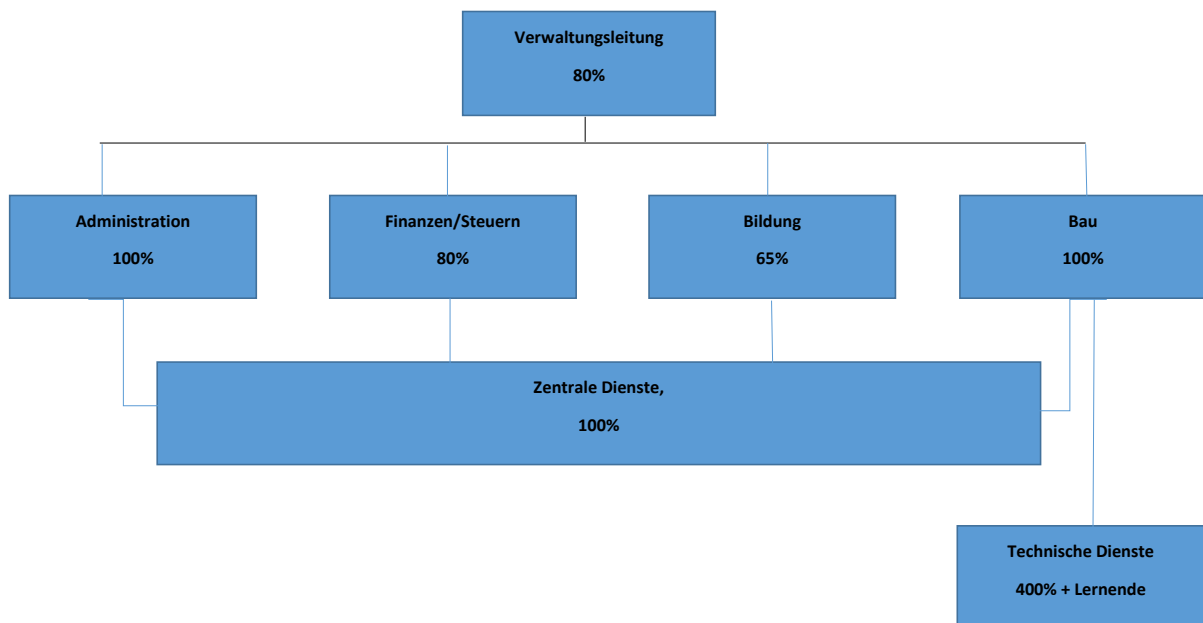 Verwaltungsleitung
80%
Administration
100%
Finanzen/Steuern
80%
Bildung
65%
Bau
100%
Zentrale Dienste,
100%
Technische Dienste
400% + Lernende